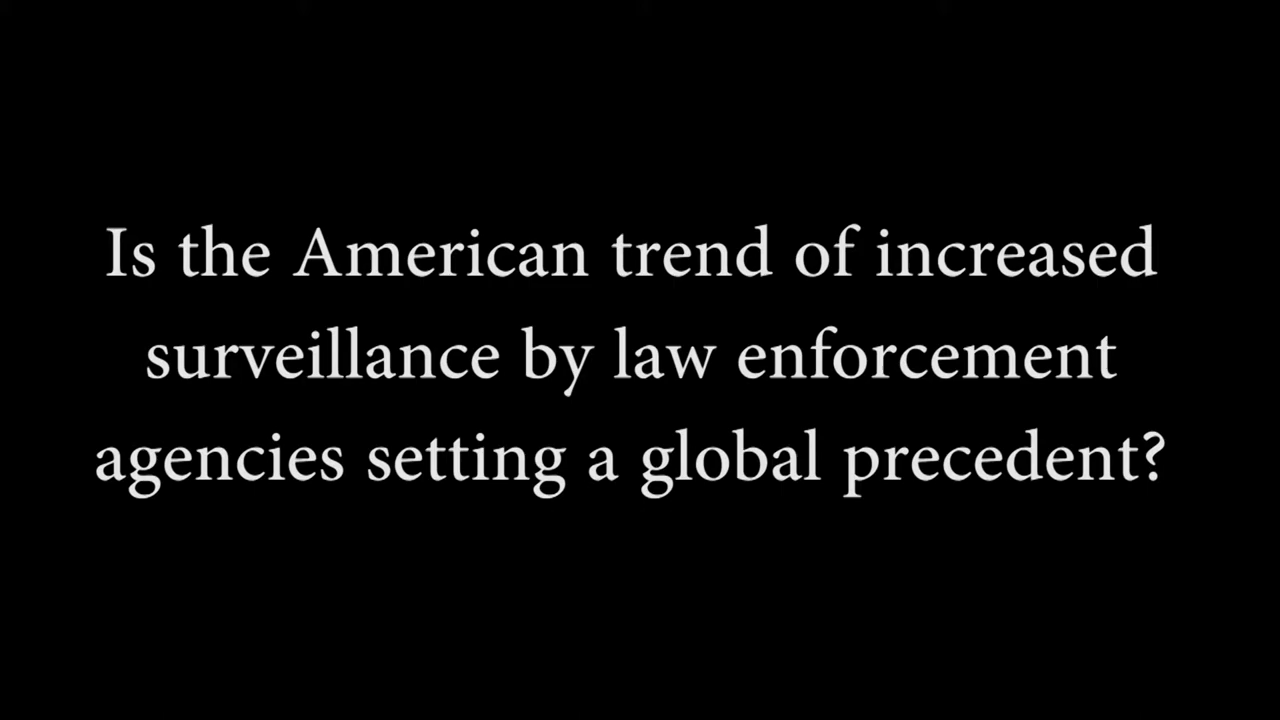 Is the American trend of increased
surveillance by law enforcement
agencies setting a global precedent?